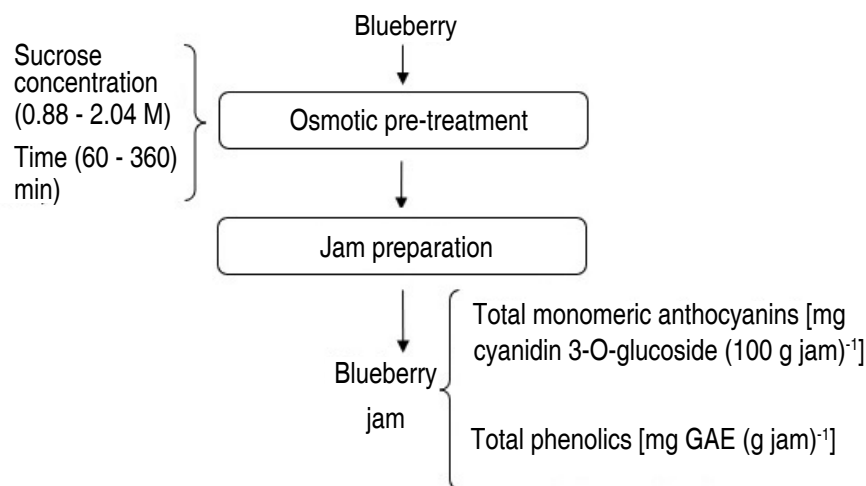 Blueberry
Sucrose
concentration
(0.88 - 2.04 M)
Time (60 - 360)
min)
Osmotic pre-treatment
Jam preparation
Total monomeric anthocyanins [mg
cyanidin 3-O-glucoside (100 g jam)⁻¹]
Blueberry
jam
Total phenolics [mg GAE (g jam)⁻¹]